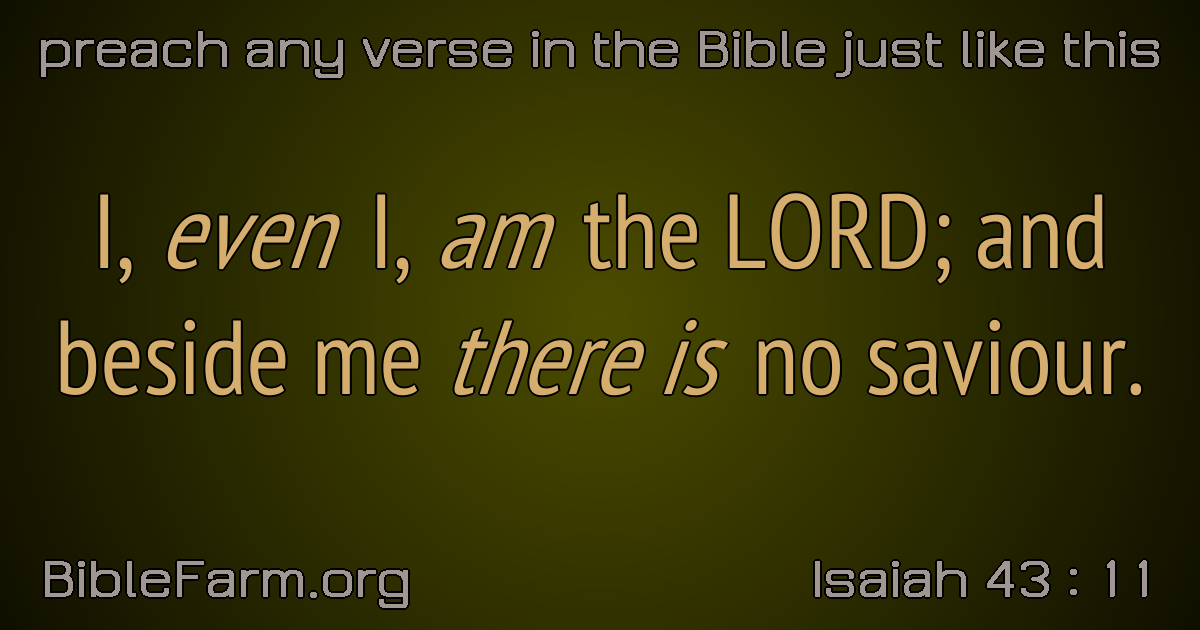 preach any verse in the Bible just like this
I, even I, am the LORD; and
beside me there is no saviour.
BibleFarm.org
Isaiah 43 : 11